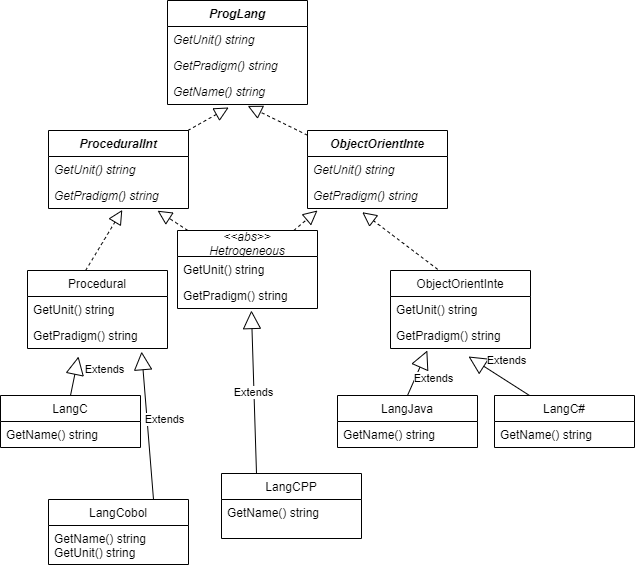 ProgLang
GetUnit() string
GetPradigm() string
GetName() string
ProceduralInt
GetUnit() string
GetPradigm() string
ObjectOrientInte
GetUnit() string
GetPradigm() string
<<abs>>
Hetrogeneous
GetUnit() string
GetPradigm() string
Procedural
GetUnit() string
GetPradigm() string
ObjectOrientInte
GetUnit() string
GetPradigm() string
Extends
Extends
Extends
Extends
Extends
LangC
GetName() string
LangJava
GetName() string
LangC#
GetName() string
LangCPP
GetName() string
LangCobol
GetName() string
GetUnit() string